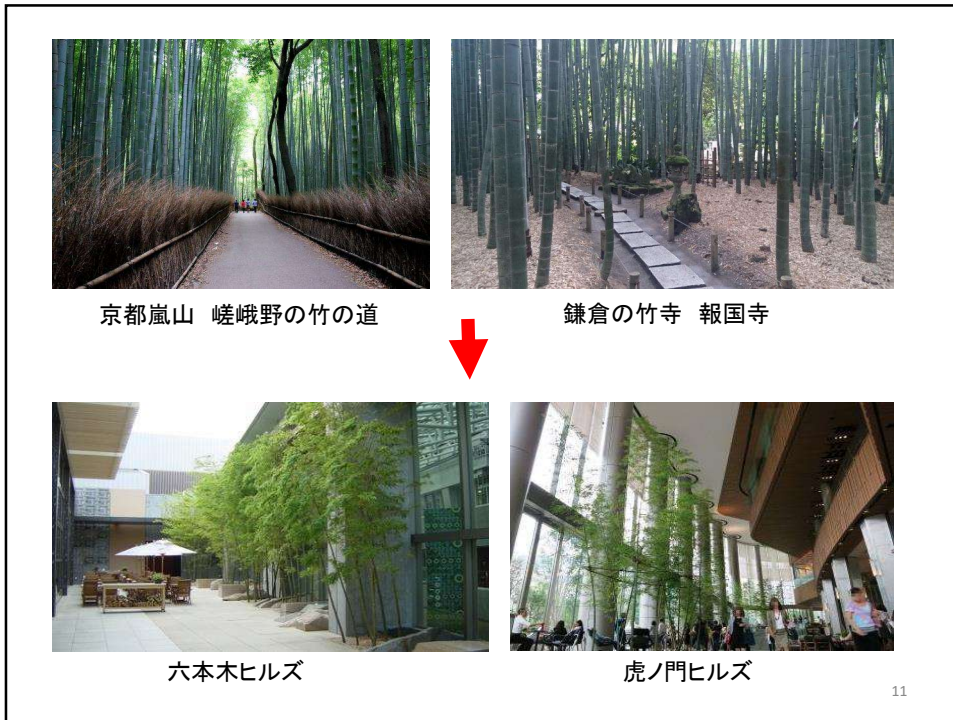 京都嵐山　嵯峨野の竹の道
鎌倉の竹寺　報国寺
六本木ヒルズ
虎ノ門ヒルズ
11